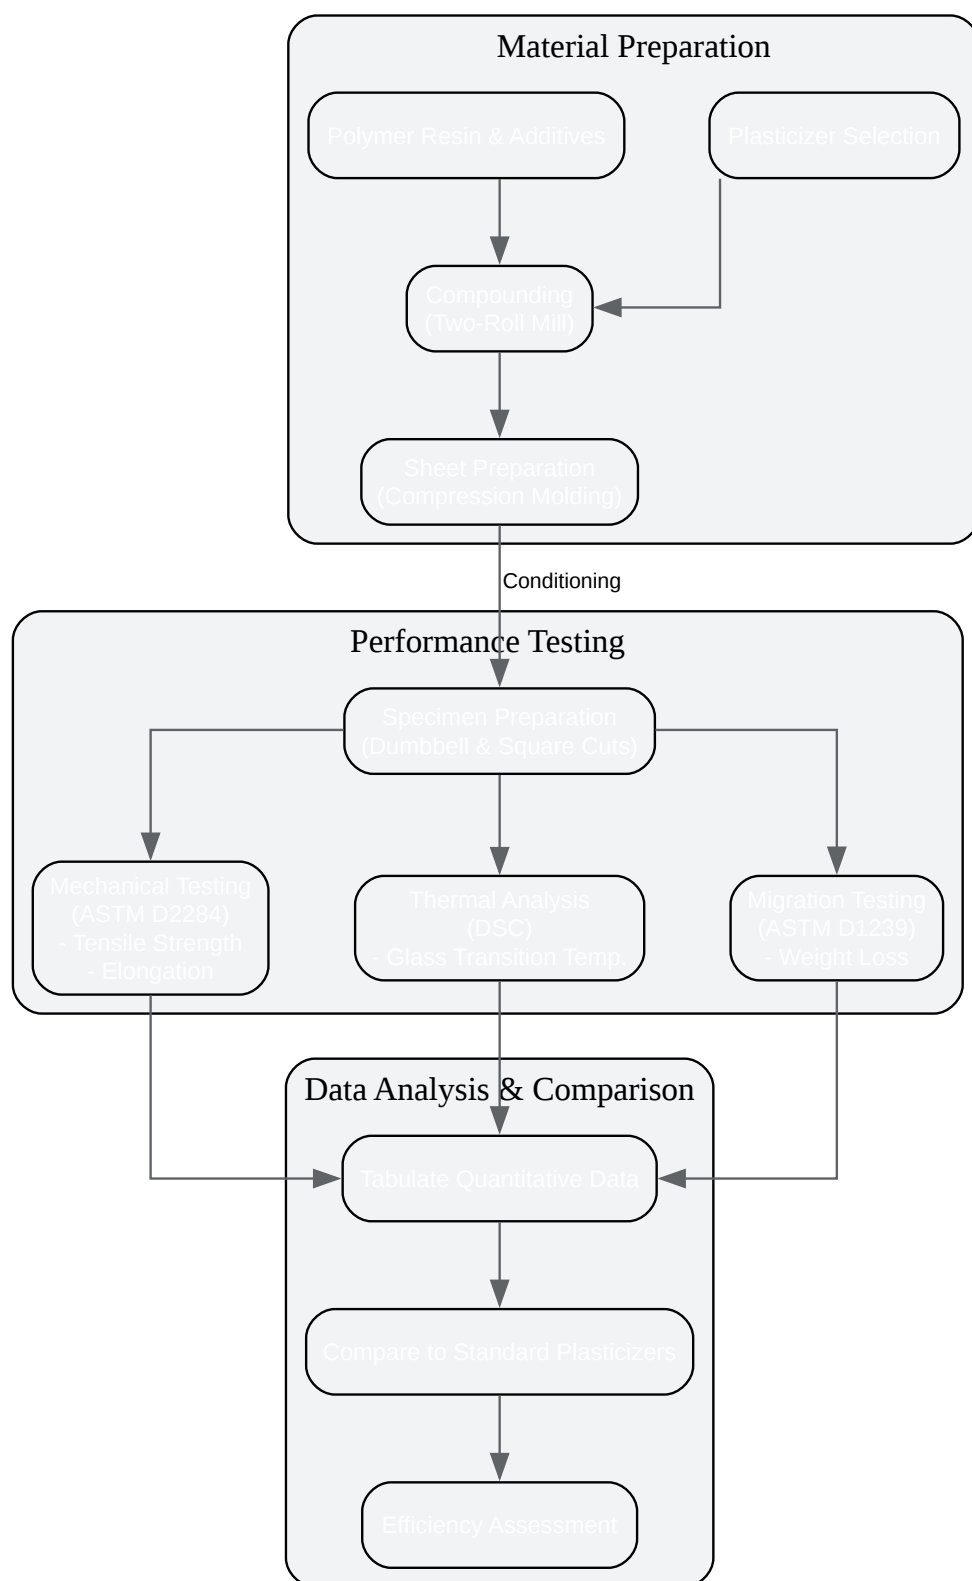 Material Preparation
Polymer Resin & Additives
Plasticizer Selection
Compounding
(Two-Roll Mill)
Sheet Preparation
(Compression Molding)
Conditioning
Performance Testing
Specimen Preparation
(Dumbbell & Square Cuts)
Mechanical Testing
(ASTM D2284)
- Tensile Strength
- Elongation
Thermal Analysis
(DSC)
- Glass Transition Temp.
Migration Testing
(ASTM D1239)
- Weight Loss
Data Analysis & Comparison
Tabulate Quantitative Data
Compare to Standard Plasticizers
Efficiency Assessment